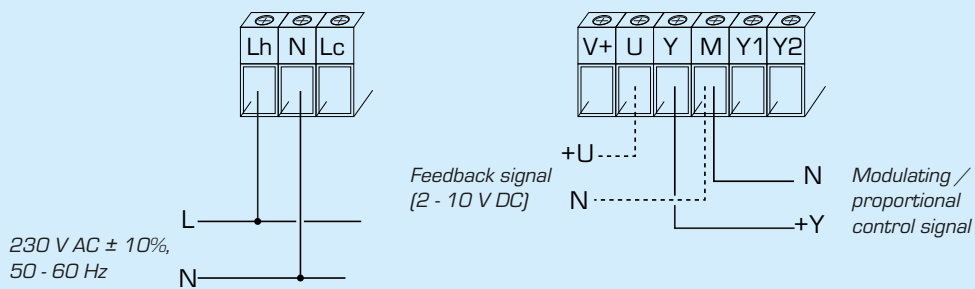 Lh N Lc
V+ U Y M Y1 Y2
+U
Feedback signal
(2 - 10 V DC)
N
N
Modulating /
proportional
control signal
+Y
L
230 V AC ± 10%,
50 - 60 Hz
N